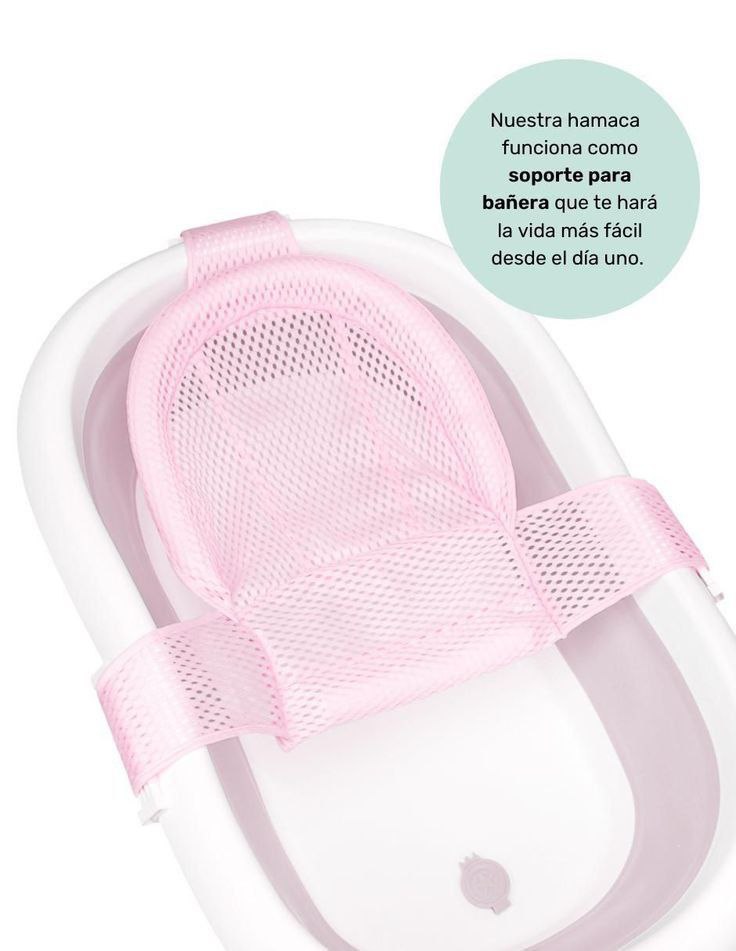 Nuestra hamaca
funciona como
soporte para
bañera que te hará
la vida más fácil
desde el día uno.